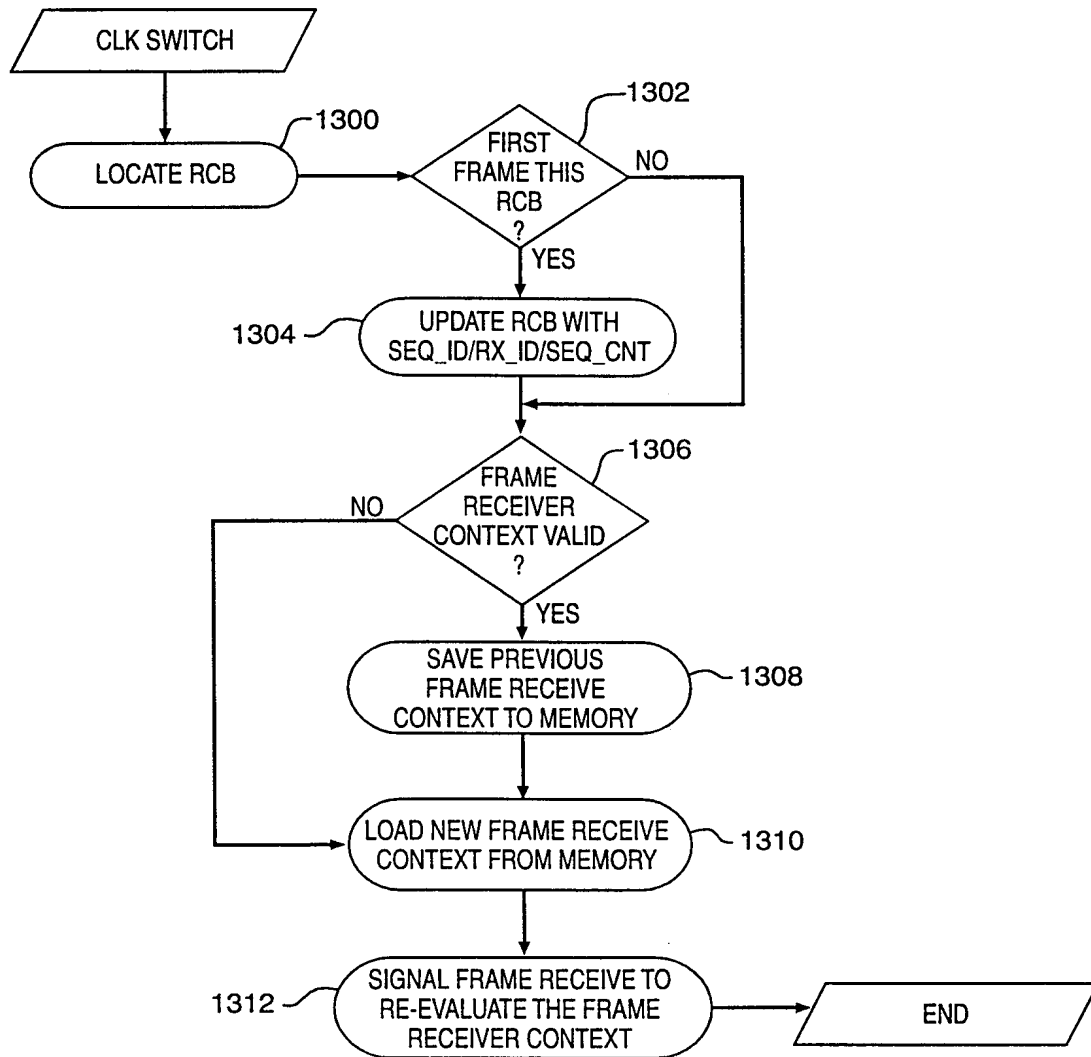 CLK SWITCH
1300
LOCATE RCB
1302
FIRST
FRAME THIS
RCB
?
NO
YES
1304
UPDATE RCB WITH
SEQ_ID/RX_ID/SEQ_CNT
1306
FRAME
RECEIVER
CONTEXT VALID
?
NO
YES
SAVE PREVIOUS
FRAME RECEIVE
CONTEXT TO MEMORY
1308
LOAD NEW FRAME RECEIVE
CONTEXT FROM MEMORY
1310
1312
SIGNAL FRAME RECEIVE TO
RE-EVALUATE THE FRAME
RECEIVER CONTEXT
END